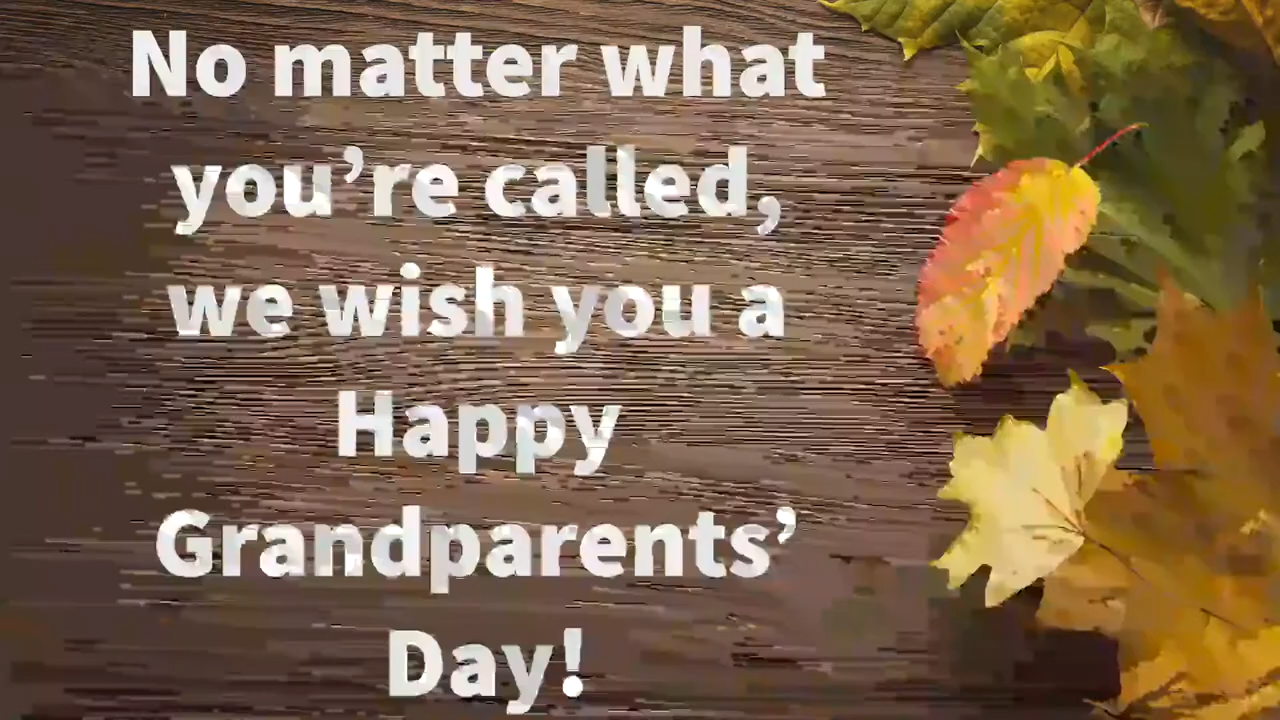 No matter what
you’re called,
we wish you a
Happy
Grandparents’
Day!